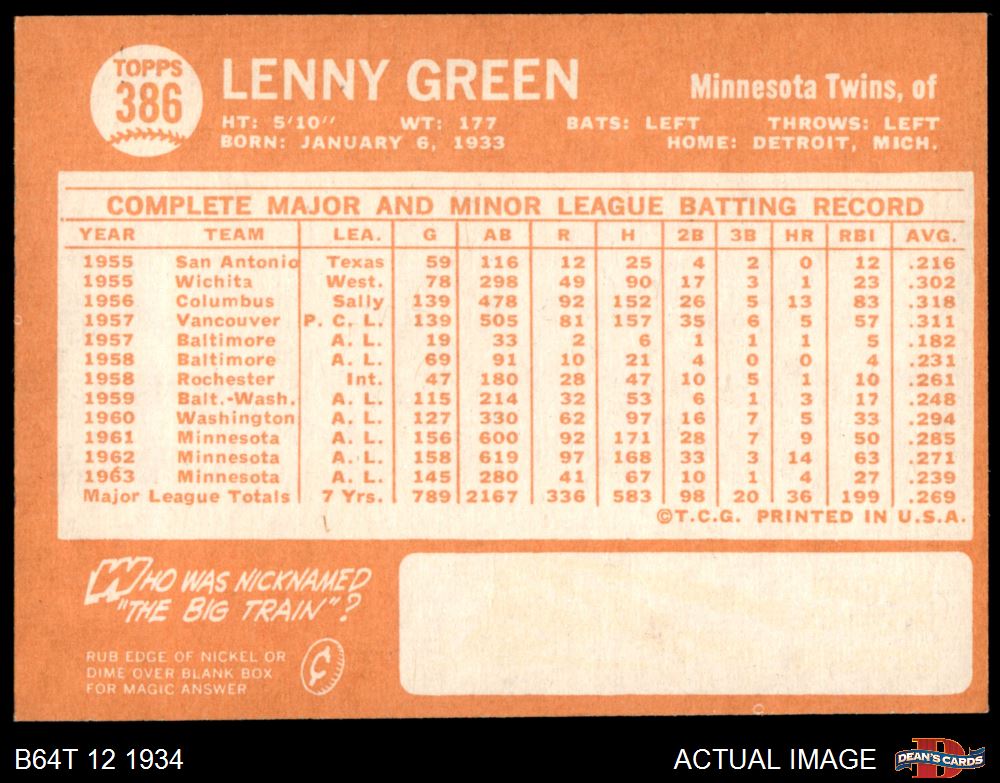 TOPPS
386
LENNY GREEN
Minnesota Twins, of
HT: 5'10'' WT: 177 BATS: LEFT THROWS: LEFT
BORN: JANUARY 6, 1933 HOME: DETROIT, MICH.
COMPLETE MAJOR AND MINOR LEAGUE BATTING RECORD
YEAR TEAM LEA. G AB R H 2B 3B HR RBI AVG.
1955 San Antonio Texas 59 116 12 25 4 2 0 12 .216
1955 Wichita West. 78 298 49 90 17 3 1 23 .302
1956 Columbus Sally 139 478 92 152 26 5 13 83 .318
1957 Vancouver P. C. L. 139 505 81 157 35 6 5 57 .311
1957 Baltimore A. L. 19 33 2 6 1 1 1 5 .182
1958 Baltimore A. L. 69 91 10 21 4 0 0 4 .231
1958 Rochester Int. 47 180 28 47 10 5 1 10 .261
1959 Balt.-Wash. A. L. 115 214 32 53 6 1 3 17 .248
1960 Washington A. L. 127 330 62 97 16 7 5 33 .294
1961 Minnesota A. L. 156 600 92 171 28 7 9 50 .285
1962 Minnesota A. L. 158 619 97 168 33 3 14 63 .271
1963 Minnesota A. L. 145 280 41 67 10 1 4 27 .239
Major League Totals 7 Yrs. 789 2167 336 583 98 20 36 199 .269
©T.C.G. PRINTED IN U.S.A.
WHO WAS NICKNAMED
"THE BIG TRAIN"?
RUB EDGE OF NICKEL OR
DIME OVER BLANK BOX
FOR MAGIC ANSWER
¢
B64T 12 1934
ACTUAL IMAGE
D
DEAN'S CARDS